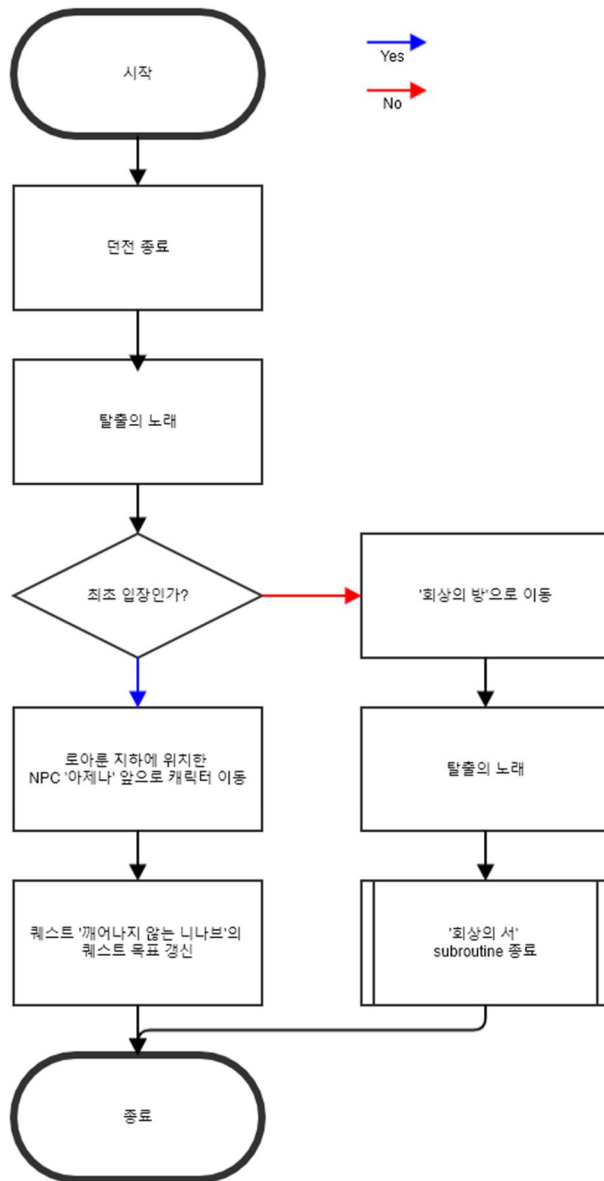 시작
Yes
No
던전 종료
탈출의 노래
최초 입장인가?
'회상의 방'으로 이동
로아룬 지하에 위치한
NPC '아제나' 앞으로 캐릭터 이동
탈출의 노래
퀘스트 '깨어나지 않는 니나브'의
퀘스트 목표 갱신
'회상의 서'
subroutine 종료
종료